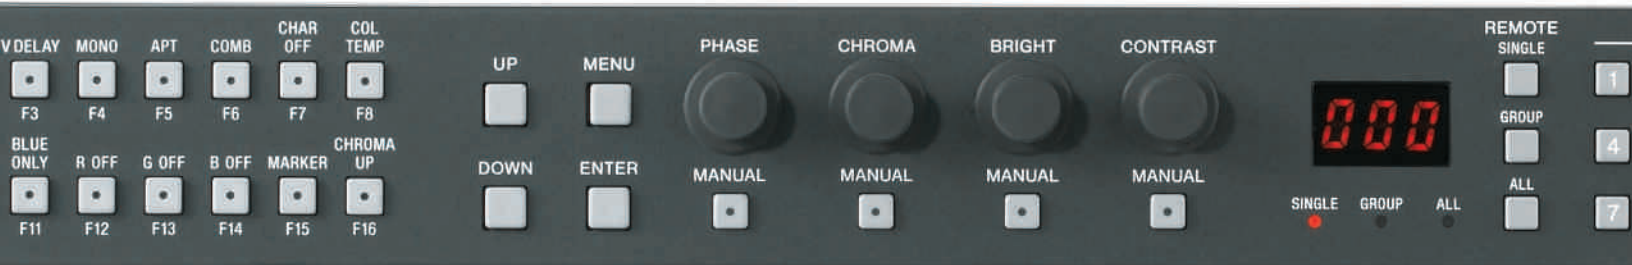 V DELAY MONO APT COMB CHAR OFF COL TEMP
F3 F4 F5 F6 F7 F8
BLUE ONLY R OFF G OFF B OFF MARKER CHROMA UP
F11 F12 F13 F14 F15 F16
UP MENU
DOWN ENTER
PHASE CHROMA BRIGHT CONTRAST
MANUAL MANUAL MANUAL MANUAL
000
SINGLE GROUP ALL
REMOTE
SINGLE
GROUP
ALL
1
4
7